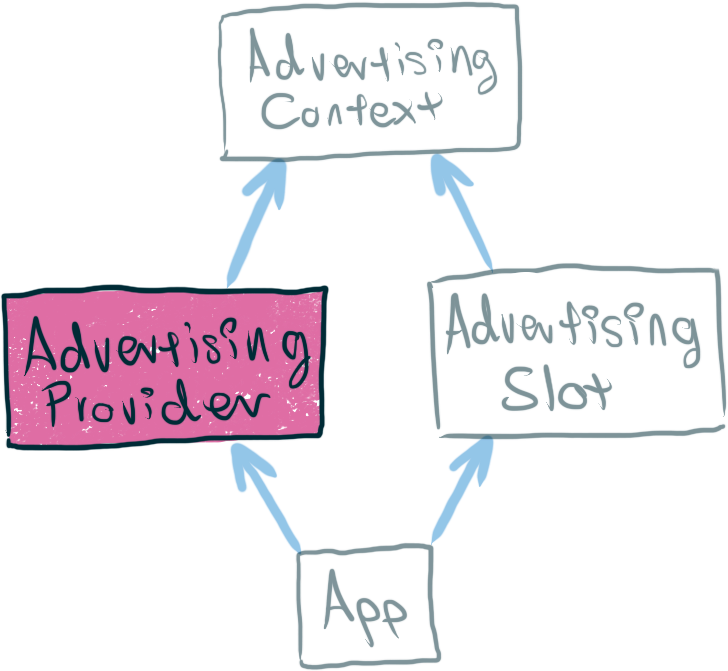 Advertising
Context
Advertising
Provider
Advertising
Slot
App